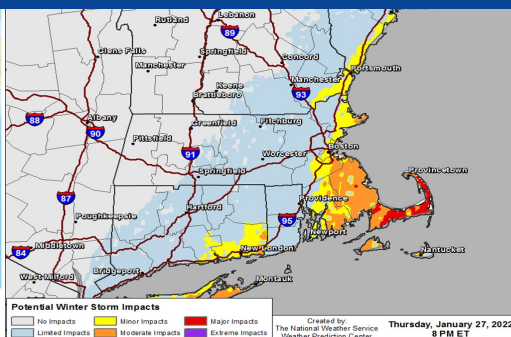 Rutland
Lebanon
89
Glens Falls
Springfield
Concord
Manchester
Portsmouth
Keene
Manchester
Brattleboro
93
88
Albany
Greenfield
Fitchburg
90
Boston
Pittsfield
91
Worcester
Provincetown
Springfield
87
Hartford
Providence
Poughkeepsie
95
Newport
84
Middletown
New London
Nantucket
West Milford
Bridgeport
Montauk
Potential Winter Storm Impacts
No Impacts
Minor Impacts
Major Impacts
Limited Impacts
Moderate Impacts
Extreme Impacts
Created by:
The National Weather Service
Weather Prediction Center
Thursday, January 27, 2022
8 PM ET